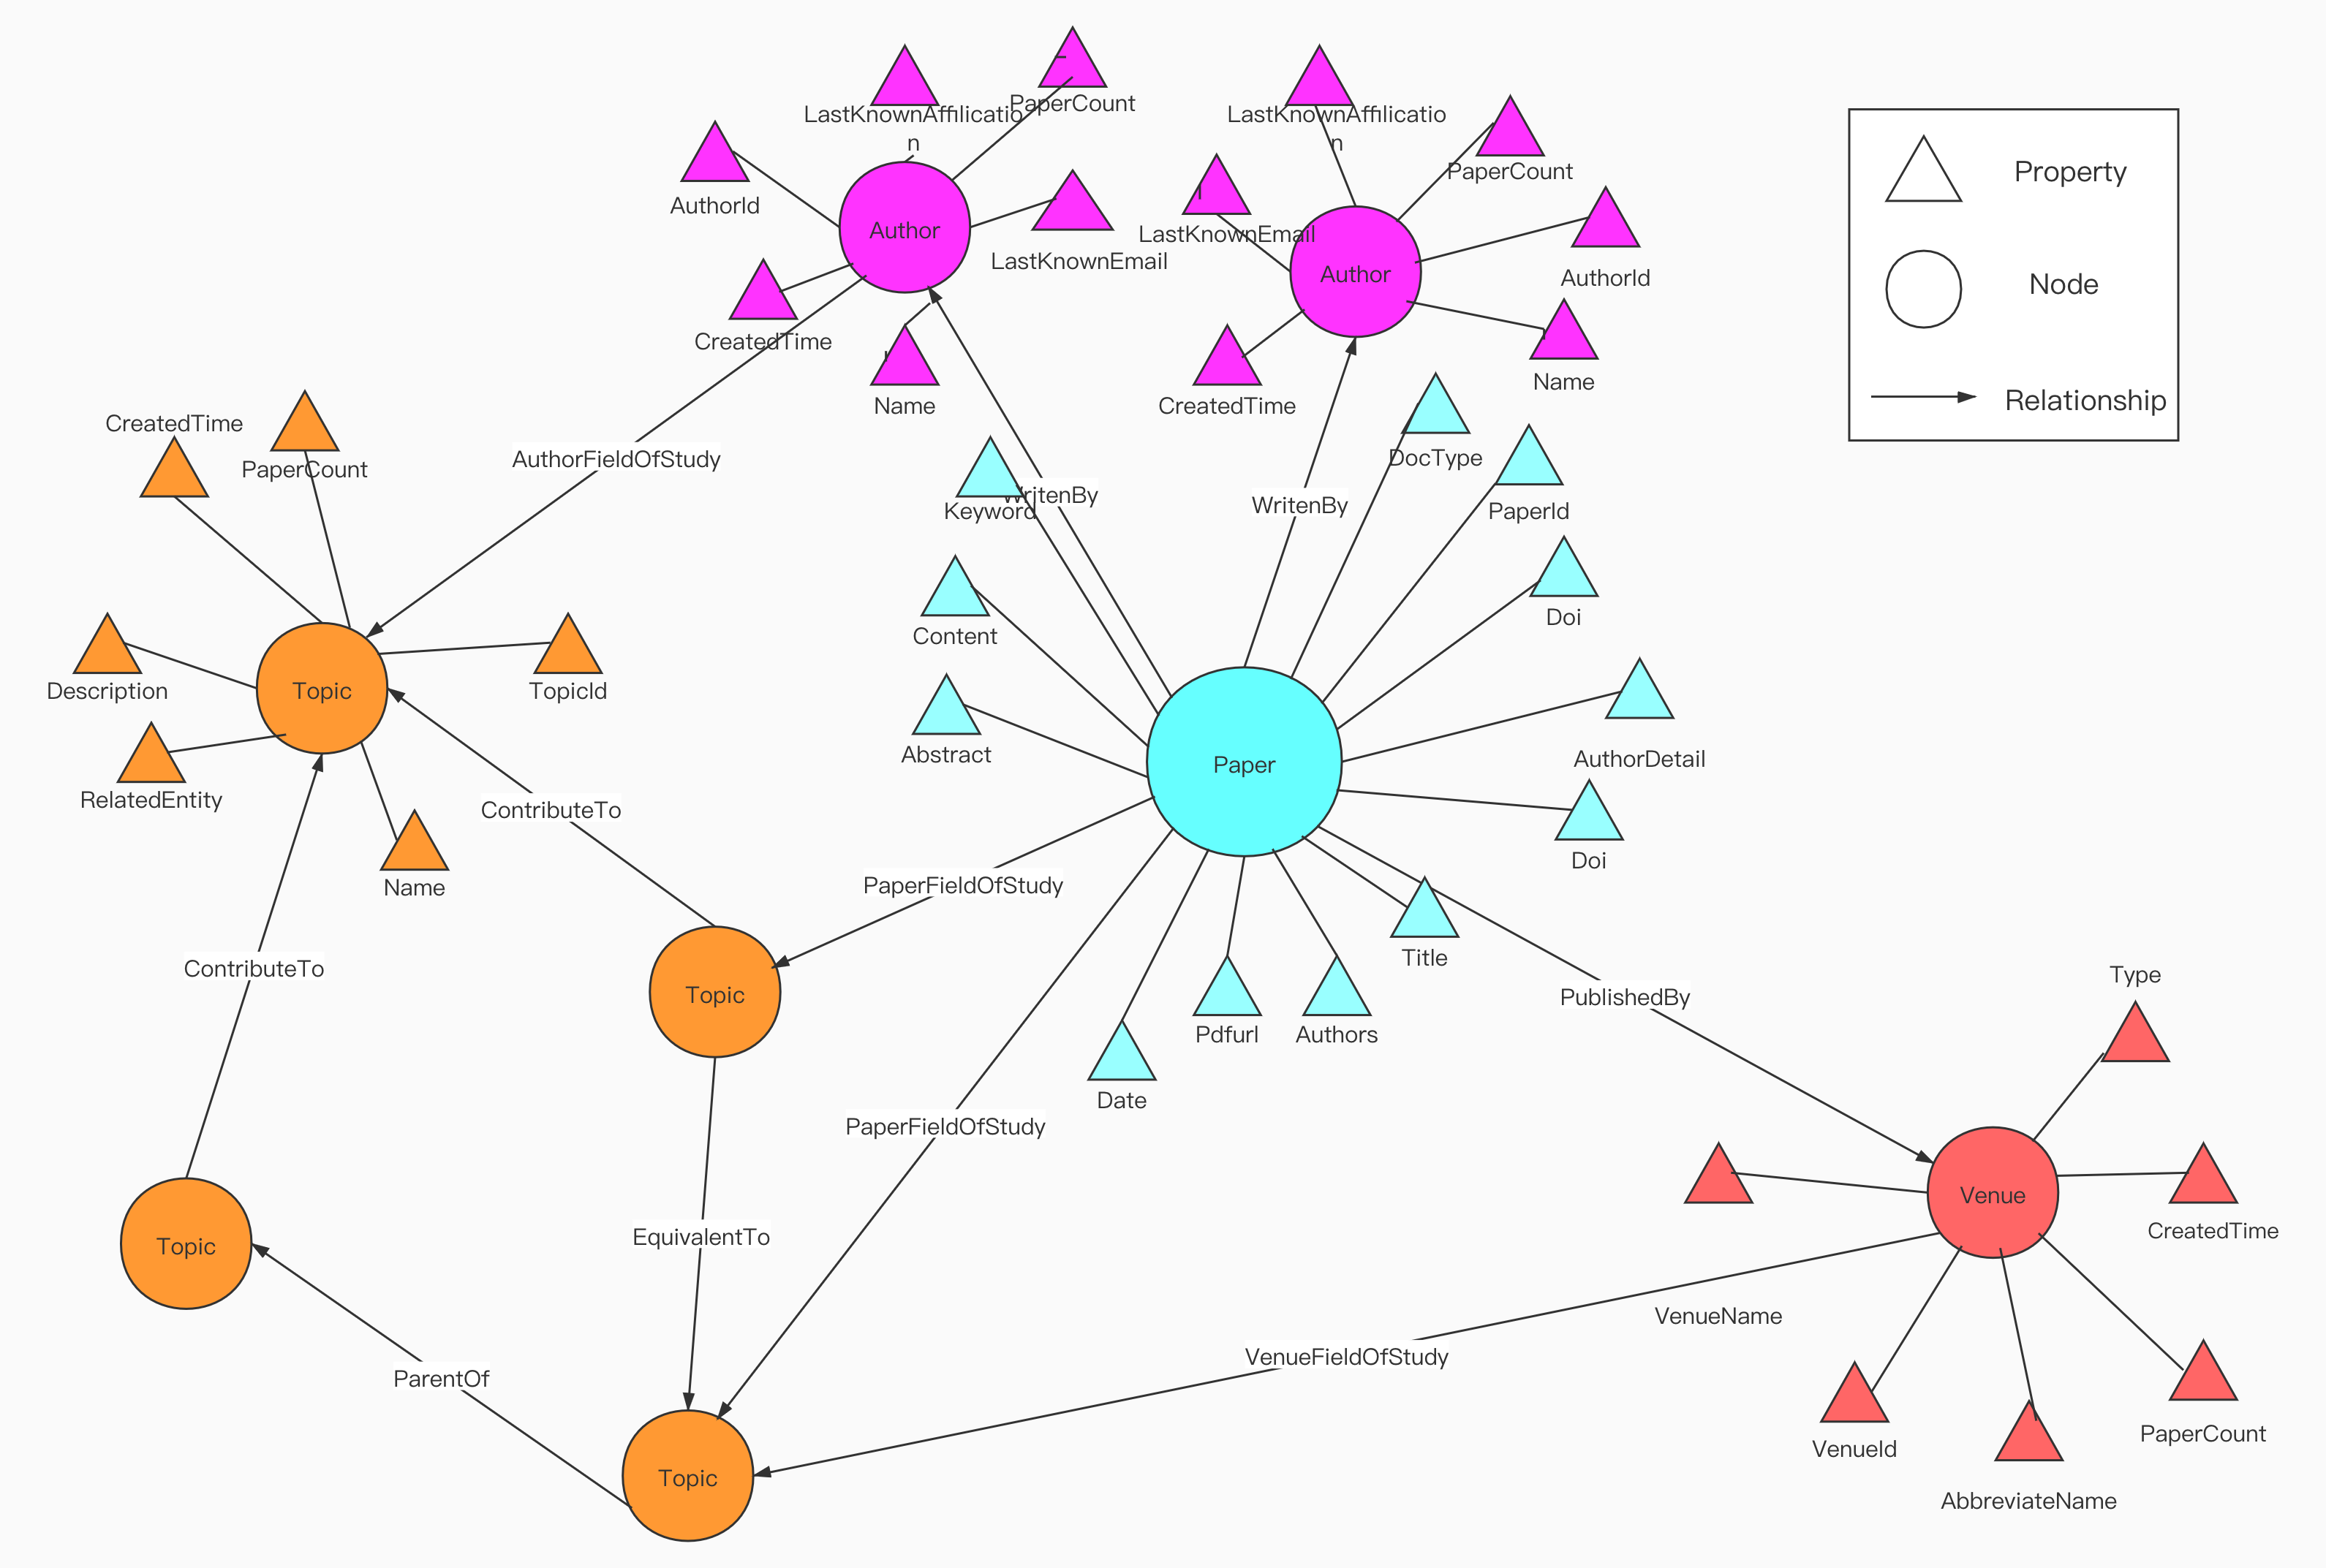 LastKnownAffilicatio
n
PaperCount
AuthorId
Author
LastKnownEmail
CreatedTime
Name
LastKnownAffilicatio
n
PaperCount
LastKnownEmail
Author
AuthorId
CreatedTime
Name
Property
Node
Relationship
CreatedTime
PaperCount
AuthorFieldOfStudy
Description
Topic
TopicId
RelatedEntity
Name
Keyword
WritenBy
WritenBy
DocType
PaperId
Content
Doi
Abstract
Paper
AuthorDetail
Doi
ContributeTo
PaperFieldOfStudy
Title
ContributeTo
Topic
PublishedBy
Pdfurl
Authors
Date
Type
PaperFieldOfStudy
Venue
CreatedTime
EquivalentTo
Topic
VenueName
VenueFieldOfStudy
ParentOf
PaperCount
VenueId
Topic
AbbreviateName